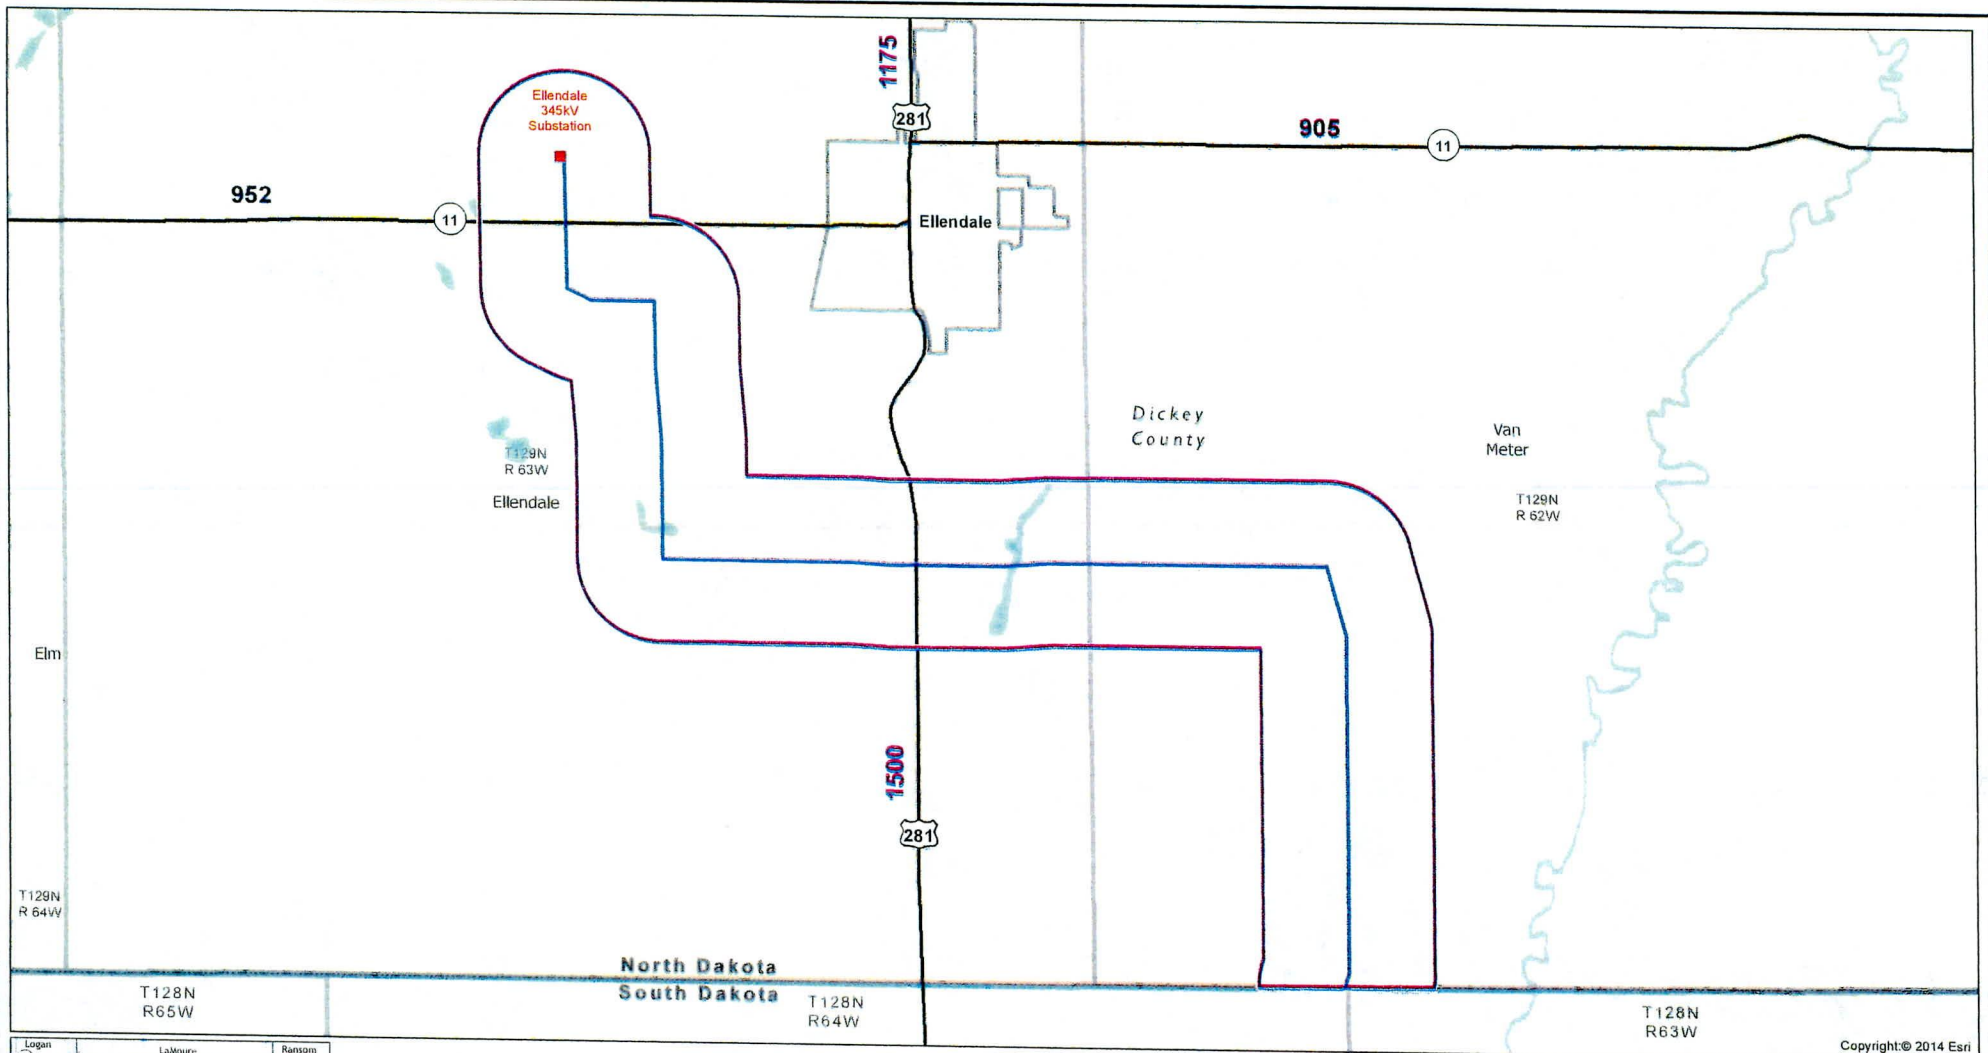 1175
Ellendale
345kV
Substation
281
905
11
952
11
Ellendale
Dickey
County
Van
Meter
T129N
R 63W
Ellendale
T129N
R 62W
Elm
1500
281
T129N
R 64W
North Dakota
South Dakota
T128N
R65W
T128N
R64W
T128N
R63W
Logan
LaMoure
Ransom
Copyright:© 2014 Esri